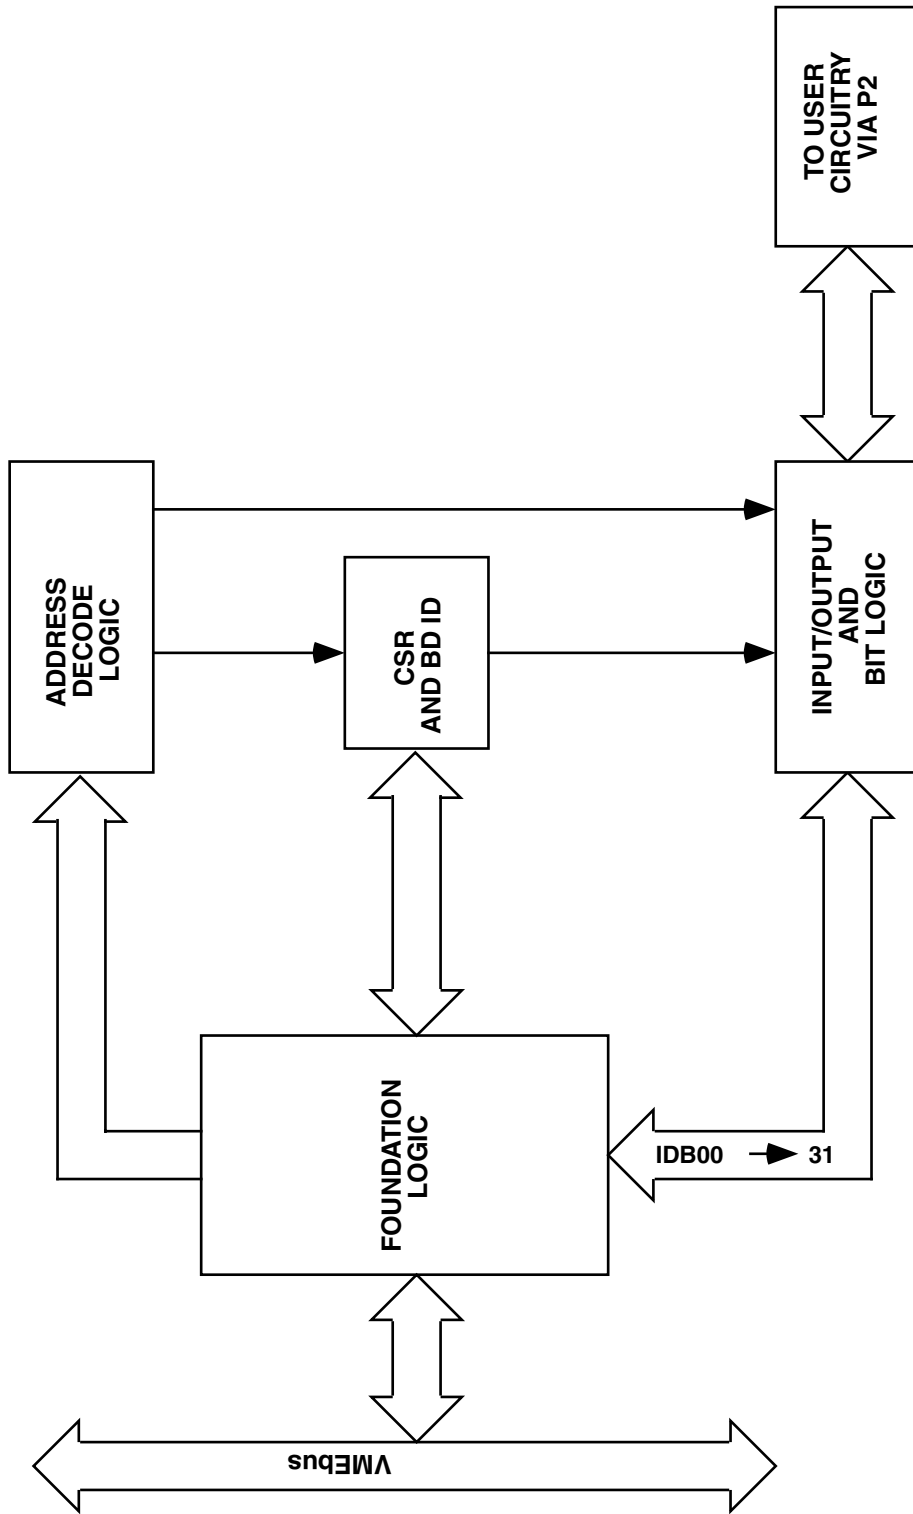 VMEbus
FOUNDATION
LOGIC
IDB00 31
ADDRESS
DECODE
LOGIC
CSR
AND BD ID
INPUT/OUTPUT
AND
BIT LOGIC
TO USER
CIRCUITRY
VIA P2